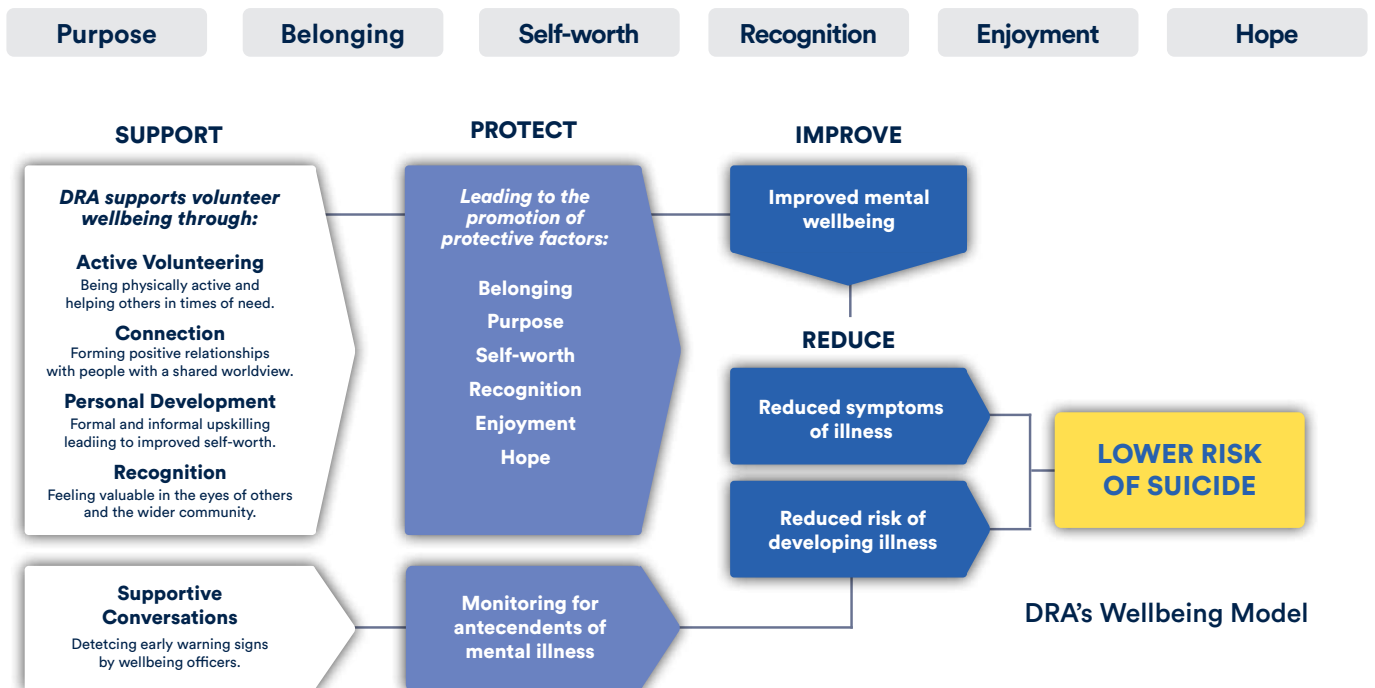 Purpose
Belonging
Self-worth
Recognition
Enjoyment
Hope
SUPPORT
DRA supports volunteer
wellbeing through:
Active Volunteering
Being physically active and
helping others in times of need.
Connection
Forming positive relationships
with people with a shared worldview.
Personal Development
Formal and informal upskilling
leadiing to improved self-worth.
Recognition
Feeling valuable in the eyes of others
and the wider community.
Supportive
Conversations
Detetcing early warning signs
by wellbeing officers.
PROTECT
Leading to the
promotion of
protective factors:
Belonging
Purpose
Self-worth
Recognition
Enjoyment
Hope
Monitoring for
antecendents of
mental illness
IMPROVE
Improved mental
wellbeing
REDUCE
Reduced symptoms
of illness
Reduced risk of
developing illness
LOWER RISK
OF SUICIDE
DRA's Wellbeing Model